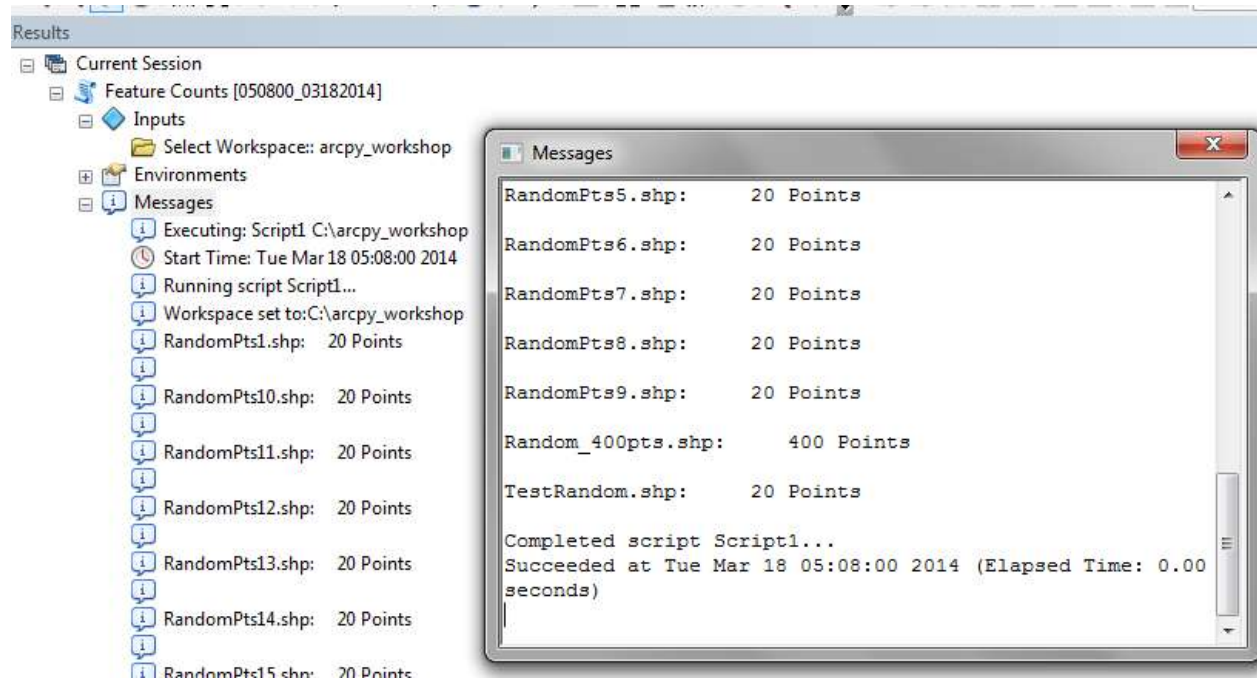 Results
Current Session
Feature Counts [050800_03182014]
Inputs
Select Workspace:: arcpy_workshop
Environments
Messages
Executing: Script1 C:\arcpy_workshop
Start Time: Tue Mar 18 05:08:00 2014
Running script Script1...
Workspace set to:C:\arcpy_workshop
RandomPts1.shp: 20 Points
RandomPts10.shp: 20 Points
RandomPts11.shp: 20 Points
RandomPts12.shp: 20 Points
RandomPts13.shp: 20 Points
RandomPts14.shp: 20 Points
RandomPts15.shp: 20 Points
Messages
RandomPts5.shp: 20 Points
RandomPts6.shp: 20 Points
RandomPts7.shp: 20 Points
RandomPts8.shp: 20 Points
RandomPts9.shp: 20 Points
Random_400pts.shp: 400 Points
TestRandom.shp: 20 Points
Completed script Script1...
Succeeded at Tue Mar 18 05:08:00 2014 (Elapsed Time: 0.00
seconds)